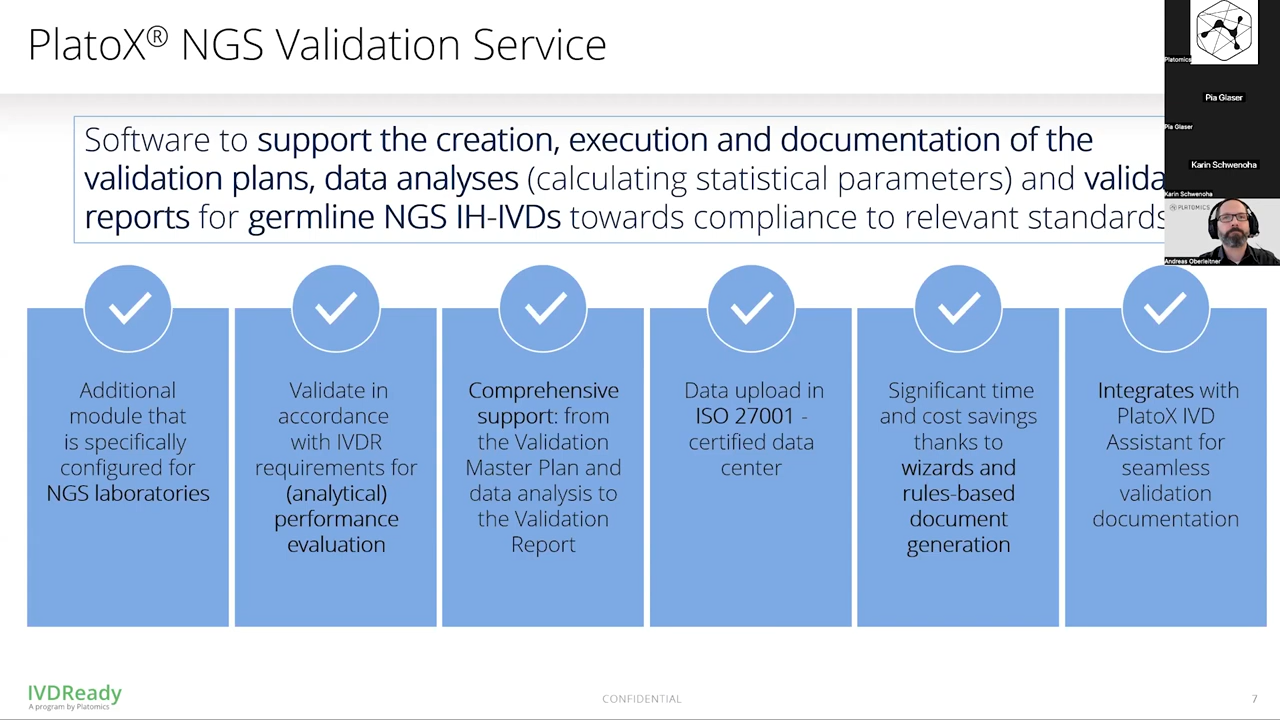 PlatoX® NGS Validation Service
Software to support the creation, execution and documentation of the
validation plans, data analyses (calculating statistical parameters) and valida
reports for germline NGS IH-IVDs towards compliance to relevant standards
Platomics
Pia Glaser
Pia Glaser
Karin Schwenoha
Karin Schwenoha
PLATOMICS
Andreas Oberleitner
Additional
module that
is specifically
configured for
NGS laboratories
Validate in
accordance
with IVDR
requirements for
(analytical)
performance
evaluation
Comprehensive
support: from
the Validation
Master Plan and
data analysis to
the Validation
Report
Data upload in
ISO 27001 -
certified data
center
Significant time
and cost savings
thanks to
wizards and
rules-based
document
generation
Integrates with
PlatoX IVD
Assistant for
seamless
validation
documentation
IVDReady
A program by Platomics
CONFIDENTIAL
7